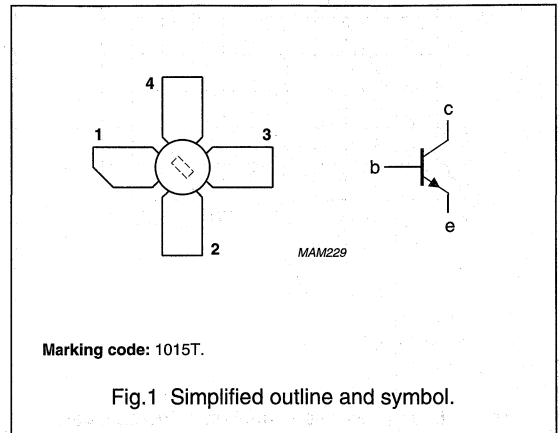 4
1
3
2
c
b
e
MAM229
Marking code: 1015T.
Fig.1 Simplified outline and symbol.